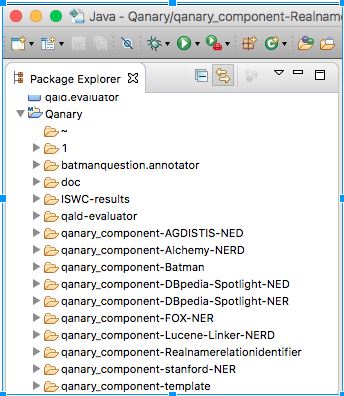 Java - Qanary/qanary_component-Realname
Package Explorer
qald.evaluator
Qanary
~
1
batmanquestion.annotator
doc
ISWC-results
qald-evaluator
qanary_component-AGDISTIS-NED
qanary_component-Alchemy-NERD
qanary_component-Batman
qanary_component-DBpedia-Spotlight-NED
qanary_component-DBpedia-Spotlight-NER
qanary_component-FOX-NER
qanary_component-Lucene-Linker-NERD
qanary_component-Realnamerelationidentifier
qanary_component-stanford-NER
qanary_component-template